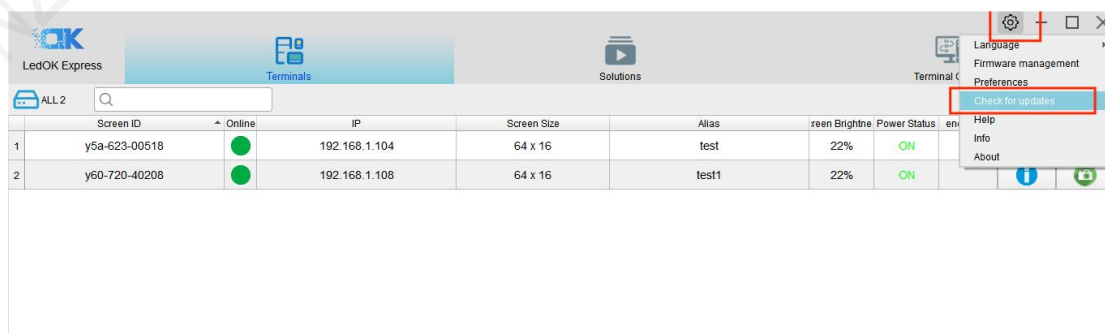 LedOK Express
Terminals
Solutions
Terminal
Language
Firmware management
Preferences
Check for updates
Help
Info
About
ALL 2
Screen ID Online IP Screen Size Alias reen Brightne Power Status
1 y5a-623-00518 192.168.1.104 64 x 16 test 22% ON
2 y60-720-40208 192.168.1.108 64 x 16 test1 22% ON